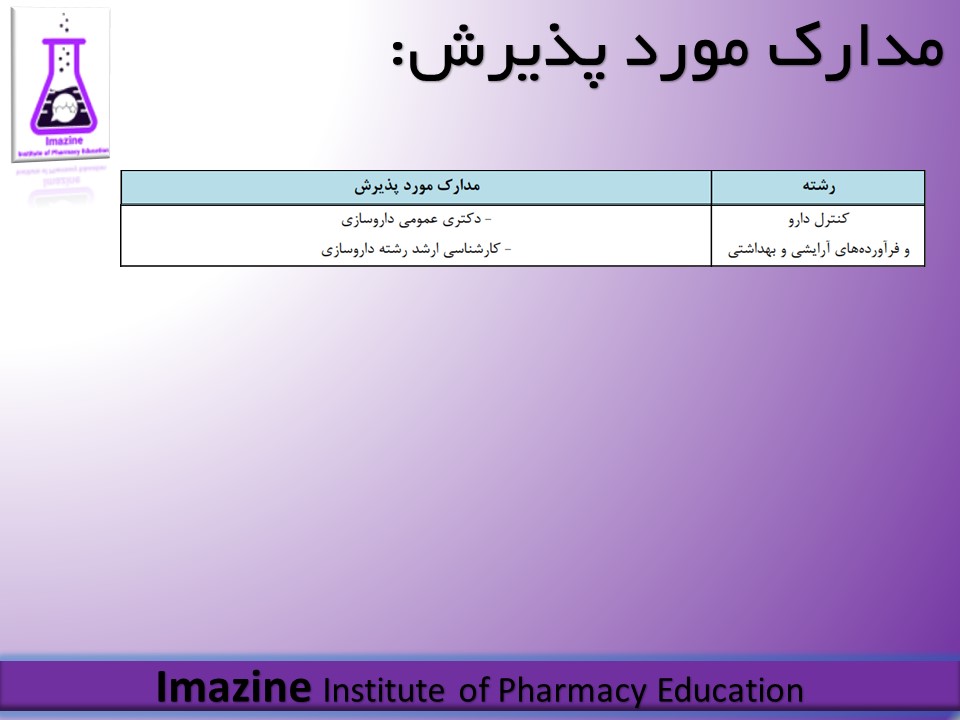 مدارک مورد پذیرش:
Imazine
Institute of Pharmacy Education
رشته
مدارک مورد پذیرش
کنترل دارو
و فرآورده‌های آرایشی و بهداشتی
- دکتری عمومی داروسازی
- کارشناسی ارشد رشته داروسازی
Imazine Institute of Pharmacy Education